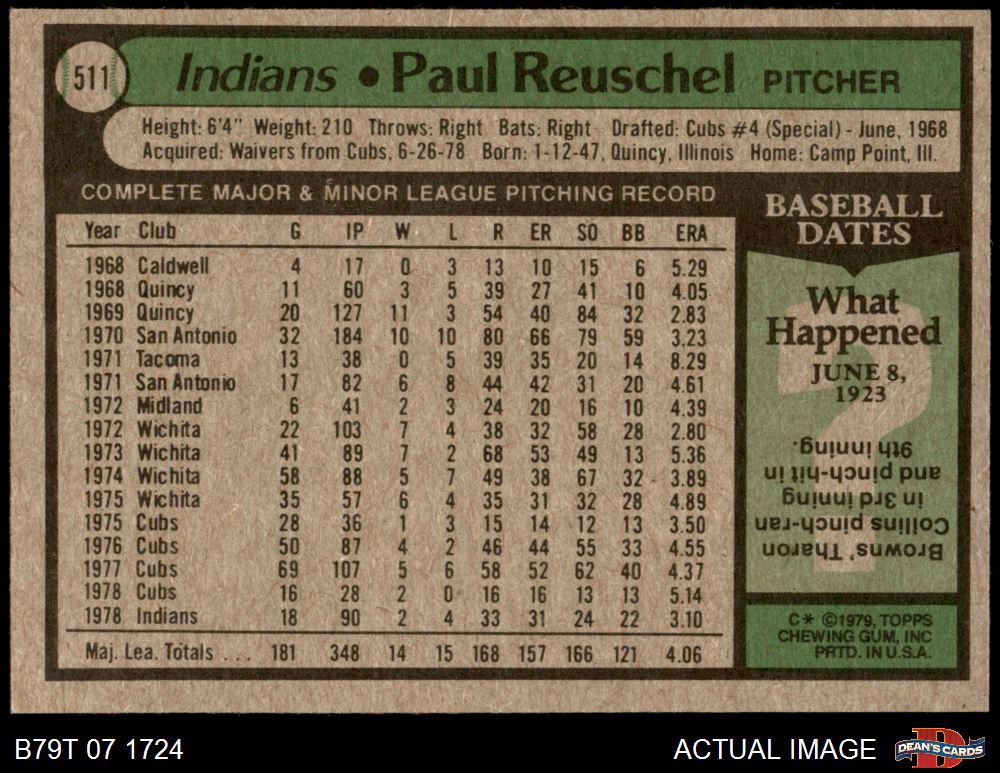 511 Indians • Paul Reuschel PITCHER
Height: 6'4" Weight: 210 Throws: Right Bats: Right Drafted: Cubs #4 (Special) - June, 1968
Acquired: Waivers from Cubs, 6-26-78 Born: 1-12-47, Quincy, Illinois Home: Camp Point, Ill.
COMPLETE MAJOR & MINOR LEAGUE PITCHING RECORD
Year Club G IP W L R ER SO BB ERA
1968 Caldwell 4 17 0 3 13 10 15 6 5.29
1968 Quincy 11 60 3 5 39 27 41 10 4.05
1969 Quincy 20 127 11 3 54 40 84 32 2.83
1970 San Antonio 32 184 10 10 80 66 79 59 3.23
1971 Tacoma 13 38 0 5 39 35 20 14 8.29
1971 San Antonio 17 82 6 8 44 42 31 20 4.61
1972 Midland 6 41 2 3 24 20 16 10 4.39
1972 Wichita 22 103 7 4 38 32 58 28 2.80
1973 Wichita 41 89 7 2 68 53 49 13 5.36
1974 Wichita 58 88 5 7 49 38 67 32 3.89
1975 Wichita 35 57 6 4 35 31 32 28 4.89
1975 Cubs 28 36 1 3 15 14 12 13 3.50
1976 Cubs 50 87 4 2 46 44 55 33 4.55
1977 Cubs 69 107 5 6 58 52 62 40 4.37
1978 Cubs 16 28 2 0 16 16 13 13 5.14
1978 Indians 18 90 2 4 33 31 24 22 3.10
Maj. Lea. Totals .... 181 348 14 15 168 157 166 121 4.06
BASEBALL
DATES
What
Happened
JUNE 8,
1923
Browns' Tharon
Collins pinch-ran
in 3rd inning
and pinch-hit in
9th inning.
C* ©1979, TOPPS
CHEWING GUM, INC
PRTD. IN U.S.A.
B79T 07 1724
ACTUAL IMAGE
D
DEAN'S CARDS